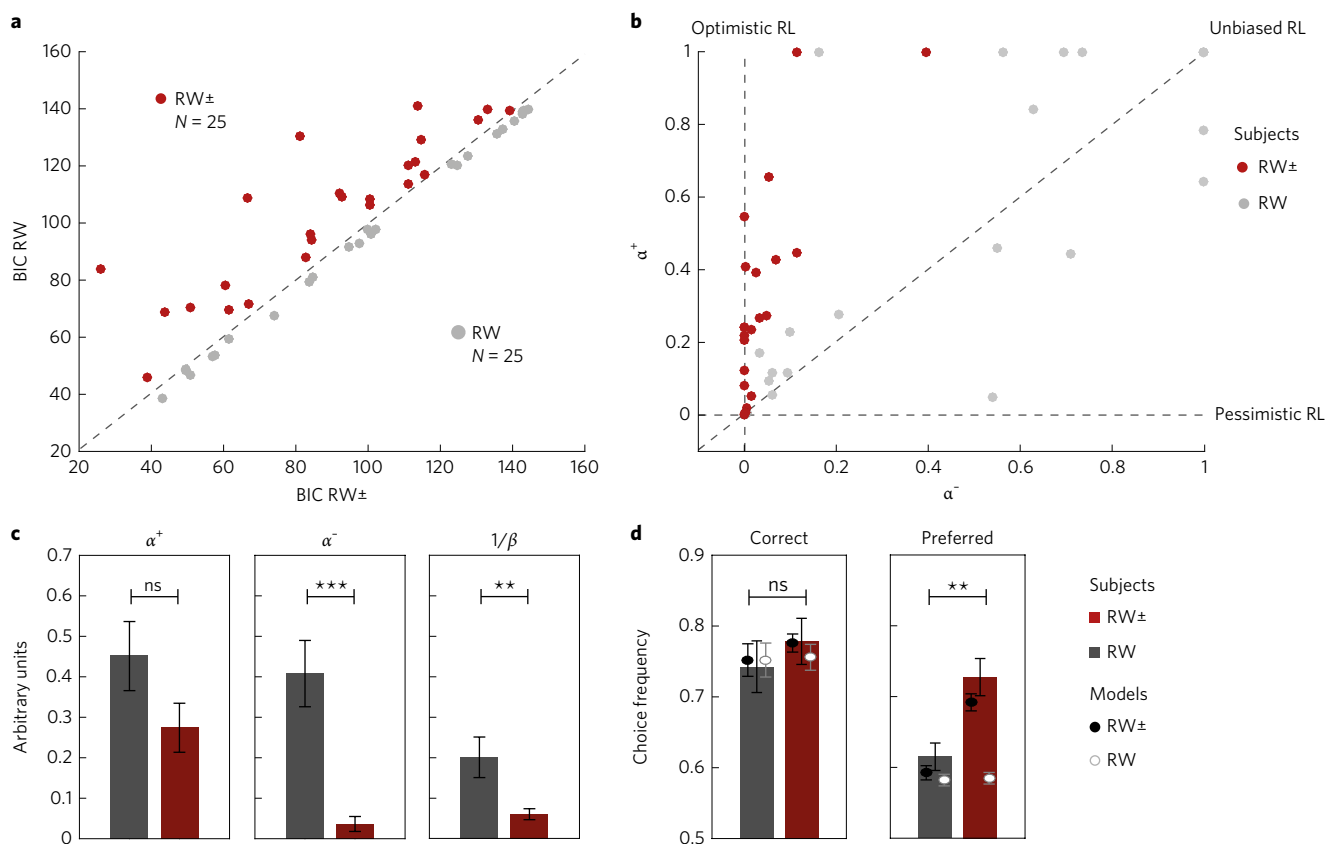 a
160
140
120
100
80
60
40
20
BIC RW
RW±
N = 25
RW
N = 25
20 40 60 80 100 120 140 160
BIC RW±
b
Optimistic RL
Unbiased RL
1
0.8
0.6
0.4
0.2
0
α⁺
Subjects
RW±
RW
Pessimistic RL
0 0.2 0.4 0.6 0.8 1
α⁻
c
α⁺ α⁻ 1/β
0.7
0.6
0.5
0.4
0.3
0.2
0.1
0
Arbitrary units
ns *** **
d
Correct Preferred
0.9
0.8
0.7
0.6
0.5
Choice frequency
ns **
Subjects
RW±
RW
Models
RW±
RW